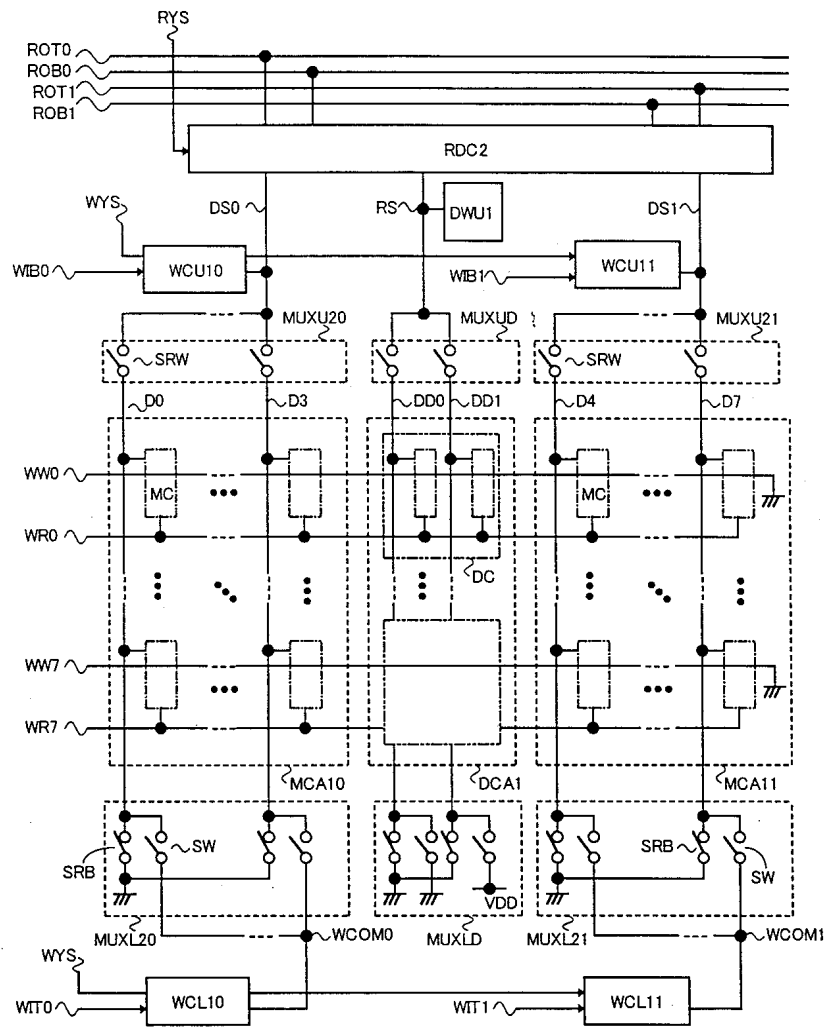 RYS
ROT0
ROB0
ROT1
ROB1
RDC2
WYS
DS0
RS
DWU1
DS1
WIB0
WCU10
WIB1
WCU11
MUXU20
MUXUD
MUXU21
SRW
SRW
D0
D3
DD0
DD1
D4
D7
WW0
MC
MC
WR0
DC
WW7
WR7
MCA10
DCA1
MCA11
SRB
SW
SRB
SW
VDD
MUXL20
MUXLD
MUXL21
WCOM0
WCOM1
WYS
WIT0
WCL10
WIT1
WCL11